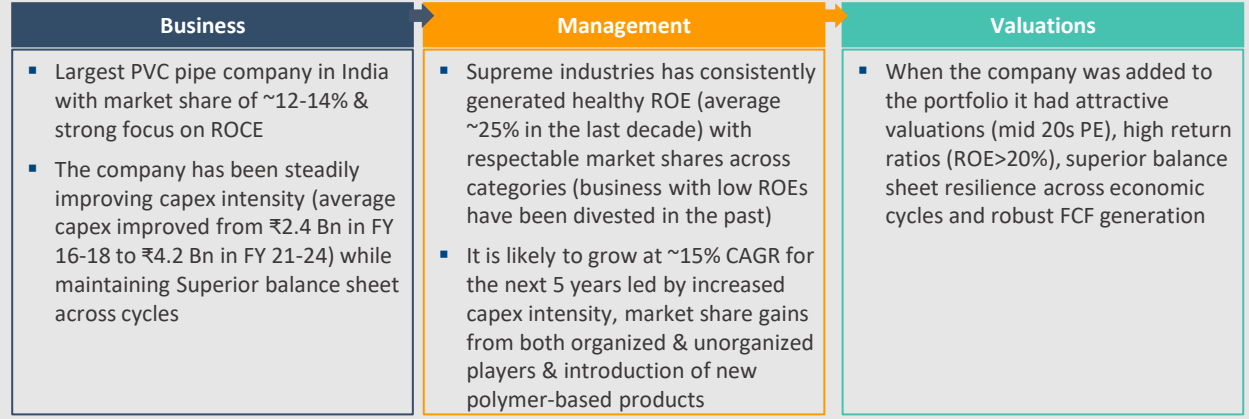 Business
▪ Largest PVC pipe company in India
with market share of ~12-14% &
strong focus on ROCE
▪ The company has been steadily
improving capex intensity (average
capex improved from ₹2.4 Bn in FY
16-18 to ₹4.2 Bn in FY 21-24) while
maintaining Superior balance sheet
across cycles
Management
▪ Supreme industries has consistently
generated healthy ROE (average
~25% in the last decade) with
respectable market shares across
categories (business with low ROEs
have been divested in the past)
▪ It is likely to grow at ~15% CAGR for
the next 5 years led by increased
capex intensity, market share gains
from both organized & unorganized
players & introduction of new
polymer-based products
Valuations
▪ When the company was added to
the portfolio it had attractive
valuations (mid 20s PE), high return
ratios (ROE>20%), superior balance
sheet resilience across economic
cycles and robust FCF generation